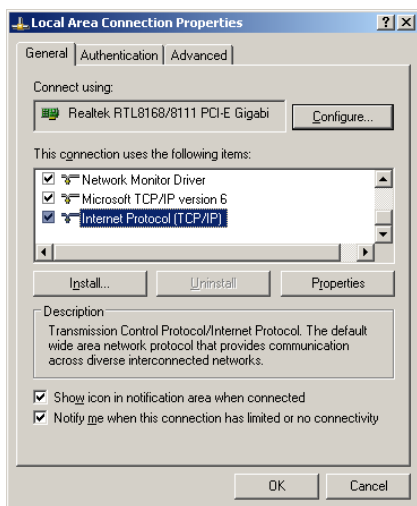 Local Area Connection Properties
General Authentication Advanced
Connect using:
Realtek RTL8168/8111 PCI-E Gigabi
Configure...
This connection uses the following items:
Network Monitor Driver
Microsoft TCP/IP version 6
Internet Protocol (TCP/IP)
Install... Uninstall Properties
Description
Transmission Control Protocol/Internet Protocol. The default
wide area network protocol that provides communication
across diverse interconnected networks.
Show icon in notification area when connected
Notify me when this connection has limited or no connectivity
OK Cancel